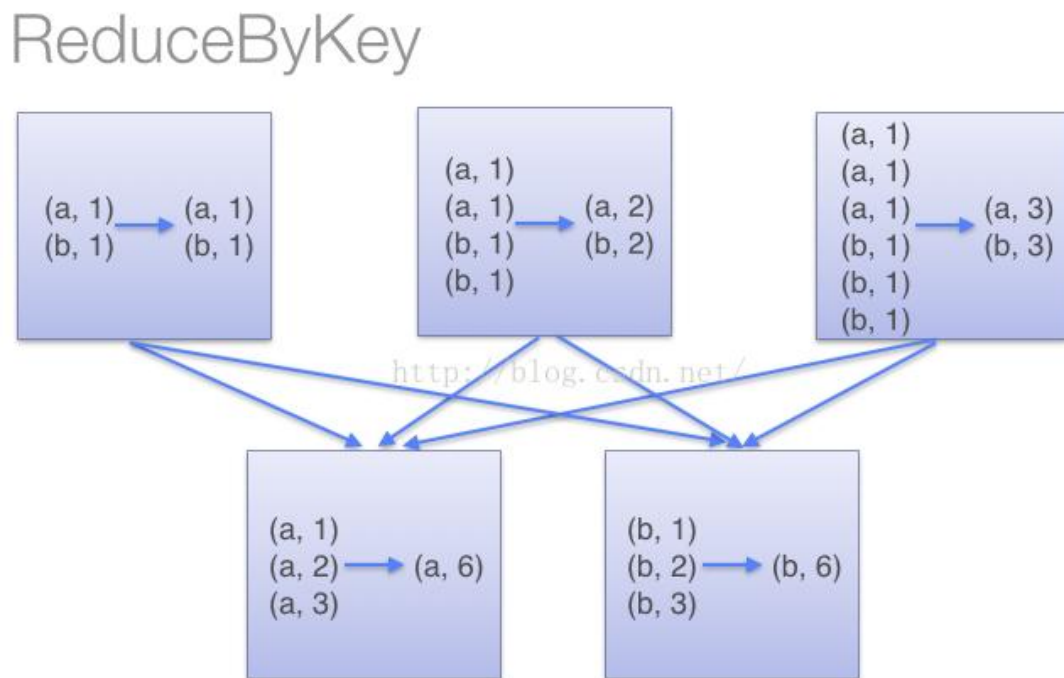 ReduceByKey
(a, 1) (a, 1)
(b, 1) (b, 1)
(a, 1)
(a, 1) (a, 2)
(b, 1) (b, 2)
(b, 1)
(a, 1)
(a, 1)
(a, 1) (a, 3)
(b, 1) (b, 3)
(b, 1)
(b, 1)
http://blog.csdn.net/
(a, 1)
(a, 2) (a, 6)
(a, 3)
(b, 1)
(b, 2) (b, 6)
(b, 3)